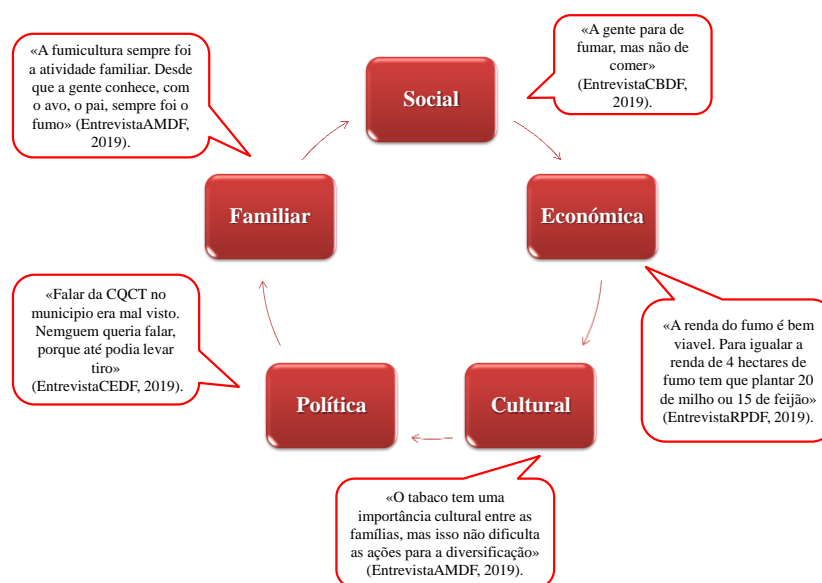 «A fumicultura sempre foi
a atividade familiar. Desde
que a gente conhece, com
o avo, o pai, sempre foi o
fumo» (EntrevistaAMDF,
2019).
Social
«A gente para de
fumar, mas não de
comer»
(EntrevistaCBDF,
2019).
Familiar
Económica
«Falar da CQCT no
municipio era mal visto.
Nemguem queria falar,
porque até podia levar
tiro»
(EntrevistaCEDF, 2019).
«A renda do fumo é bem
viavel. Para igualar a
renda de 4 hectares de
fumo tem que plantar 20
de milho ou 15 de feijão»
(EntrevistaRPDF, 2019).
Política
Cultural
«O tabaco tem uma
importância cultural entre as
famílias, mas isso não dificulta
as ações para a diversificação»
(EntrevistaAMDF, 2019).